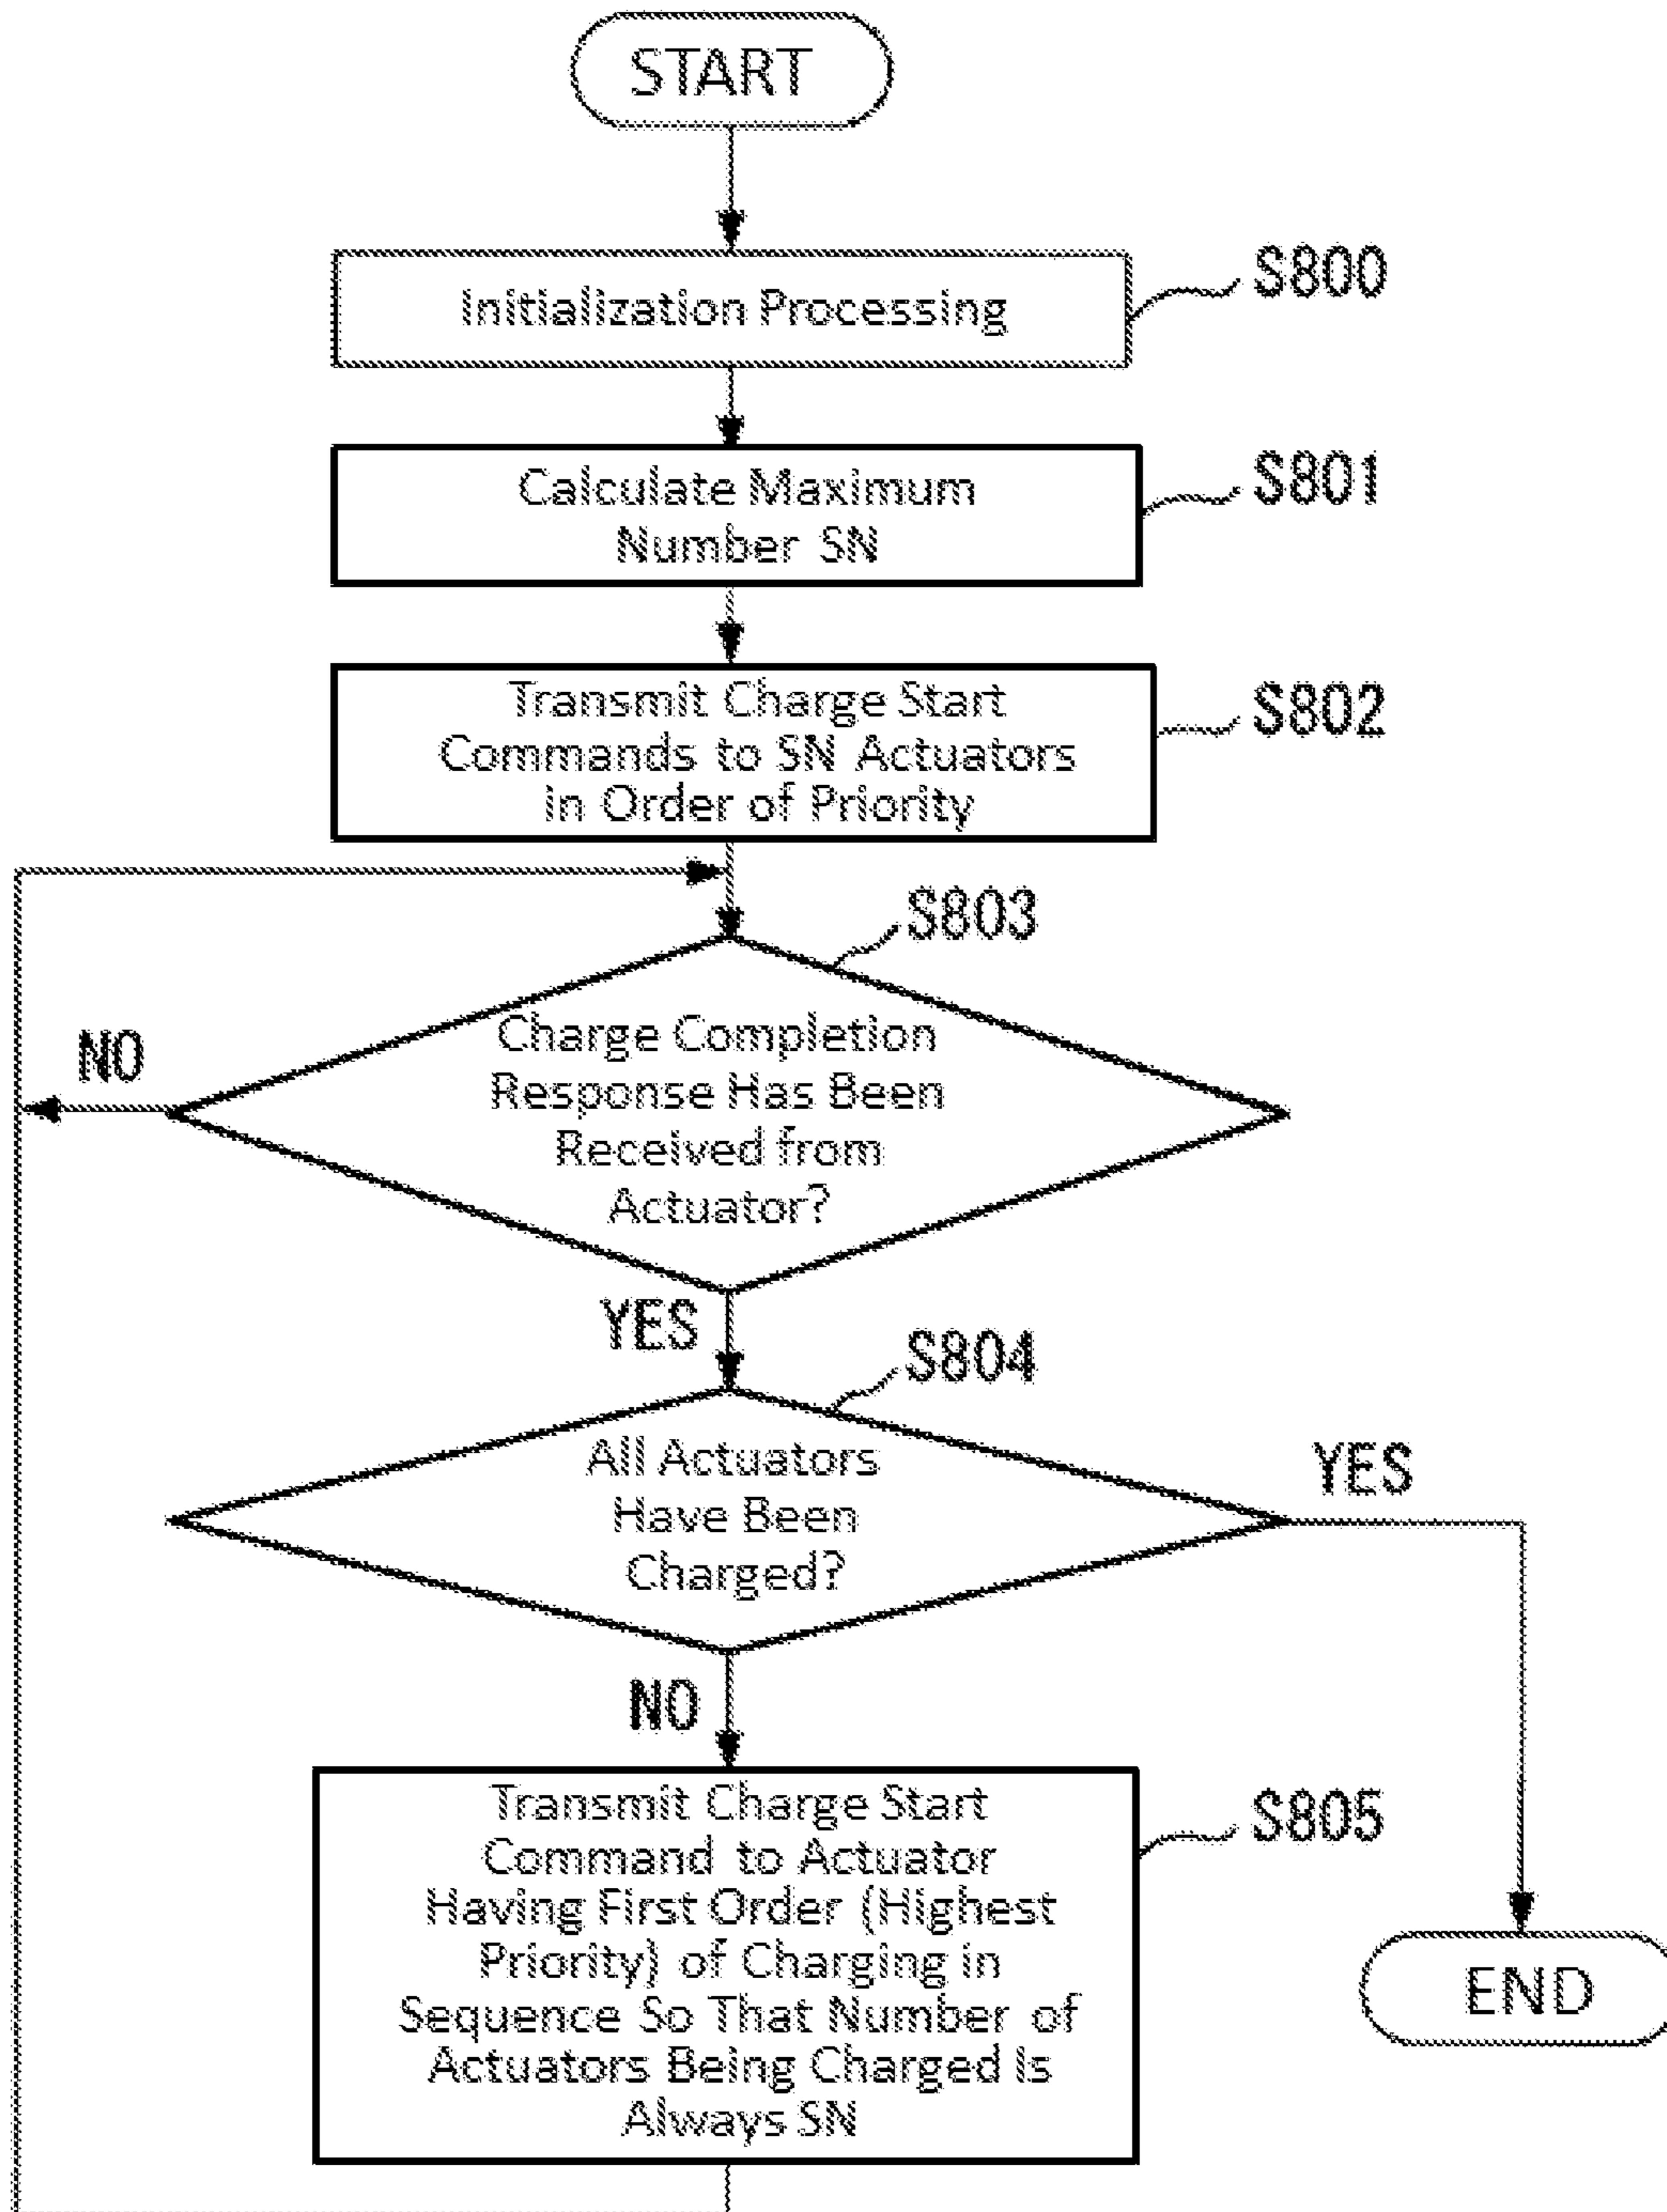 START
Initialization Processing
S800
Calculate Maximum
Number SN
S801
Transmit Charge Start
Commands to SN Actuators
in Order of Priority
S802
S803
Charge Completion
Response Has Been
Received from
Actuator?
NO
YES
S804
All Actuators
Have Been
Charged?
YES
NO
Transmit Charge Start
Command to Actuator
Having First Order (Highest
Priority) of Charging in
Sequence So That Number of
Actuators Being Charged Is
Always SN
S805
END